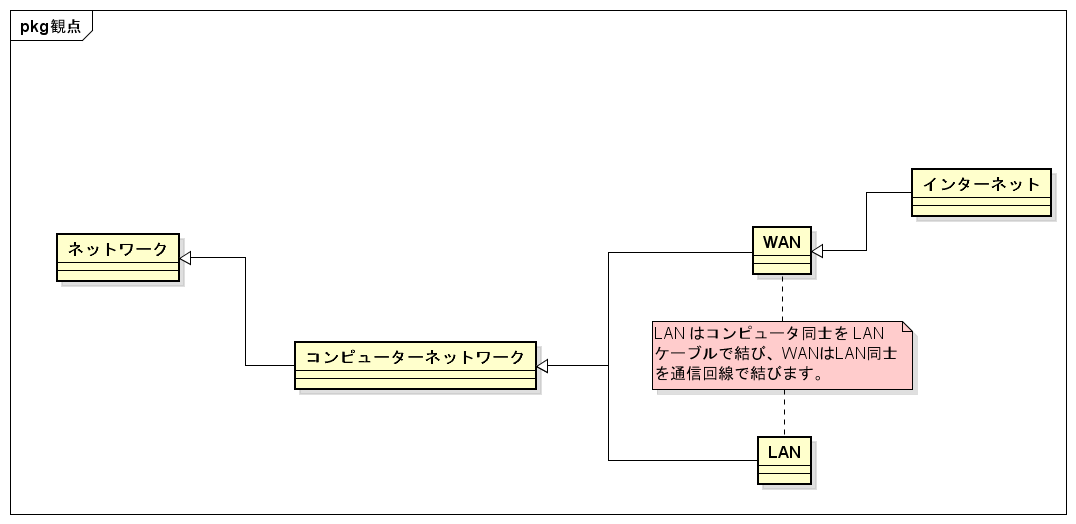 pkg観点
インターネット
WAN
ネットワーク
LAN はコンピュータ同士を LAN
ケーブルで結び、WANはLAN同士
を通信回線で結びます。
コンピューターネットワーク
LAN